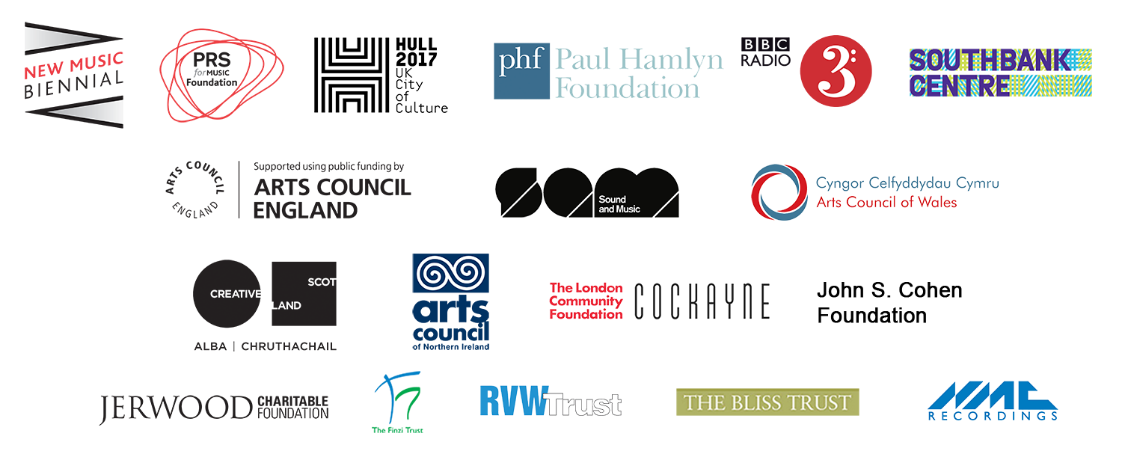 NEW MUSIC
BIENNIAL
PRS
for MUSIC
Foundation
HULL
2017
UK
City
of
Culture
phf
Paul Hamlyn
Foundation
BBC
RADIO
3
SOUTHBANK
CENTRE
ARTS COUNCIL
ENGLAND
Supported using public funding by
ARTS COUNCIL
ENGLAND
sam
Sound
and Music
Cyngor Celfyddydau Cymru
Arts Council of Wales
CREATIVE
SCOT
LAND
ALBA | CHRUTHACHAIL
arts
council
of Northern Ireland
The London
Community
Foundation
COCKAYNE
John S. Cohen
Foundation
JERWOOD
CHARITABLE
FOUNDATION
The Finzi Trust
RVWTrust
THE BLISS TRUST
NMC
RECORDINGS